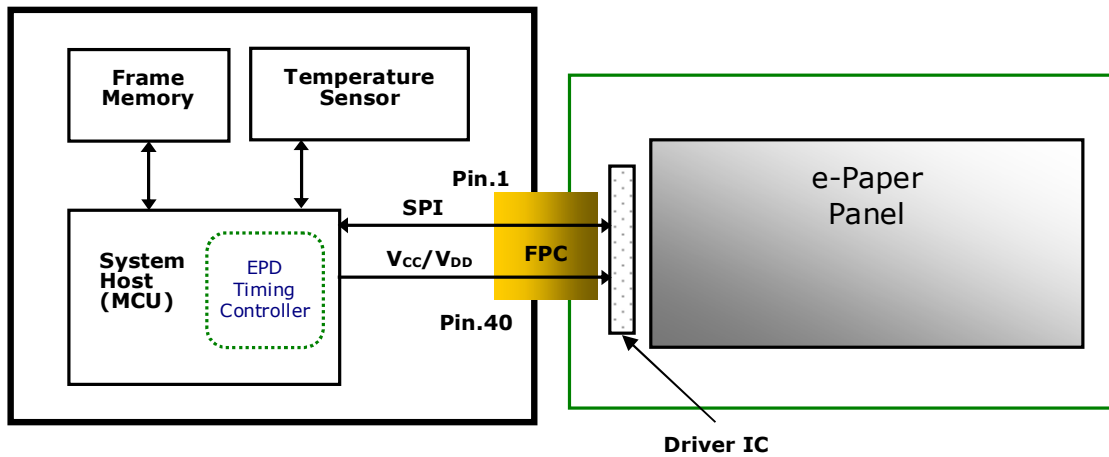 Frame
Memory
Temperature
Sensor
Pin.1
SPI
System
Host
(MCU)
EPD
Timing
Controller
VCC/VDD
FPC
Pin.40
e-Paper
Panel
Driver IC